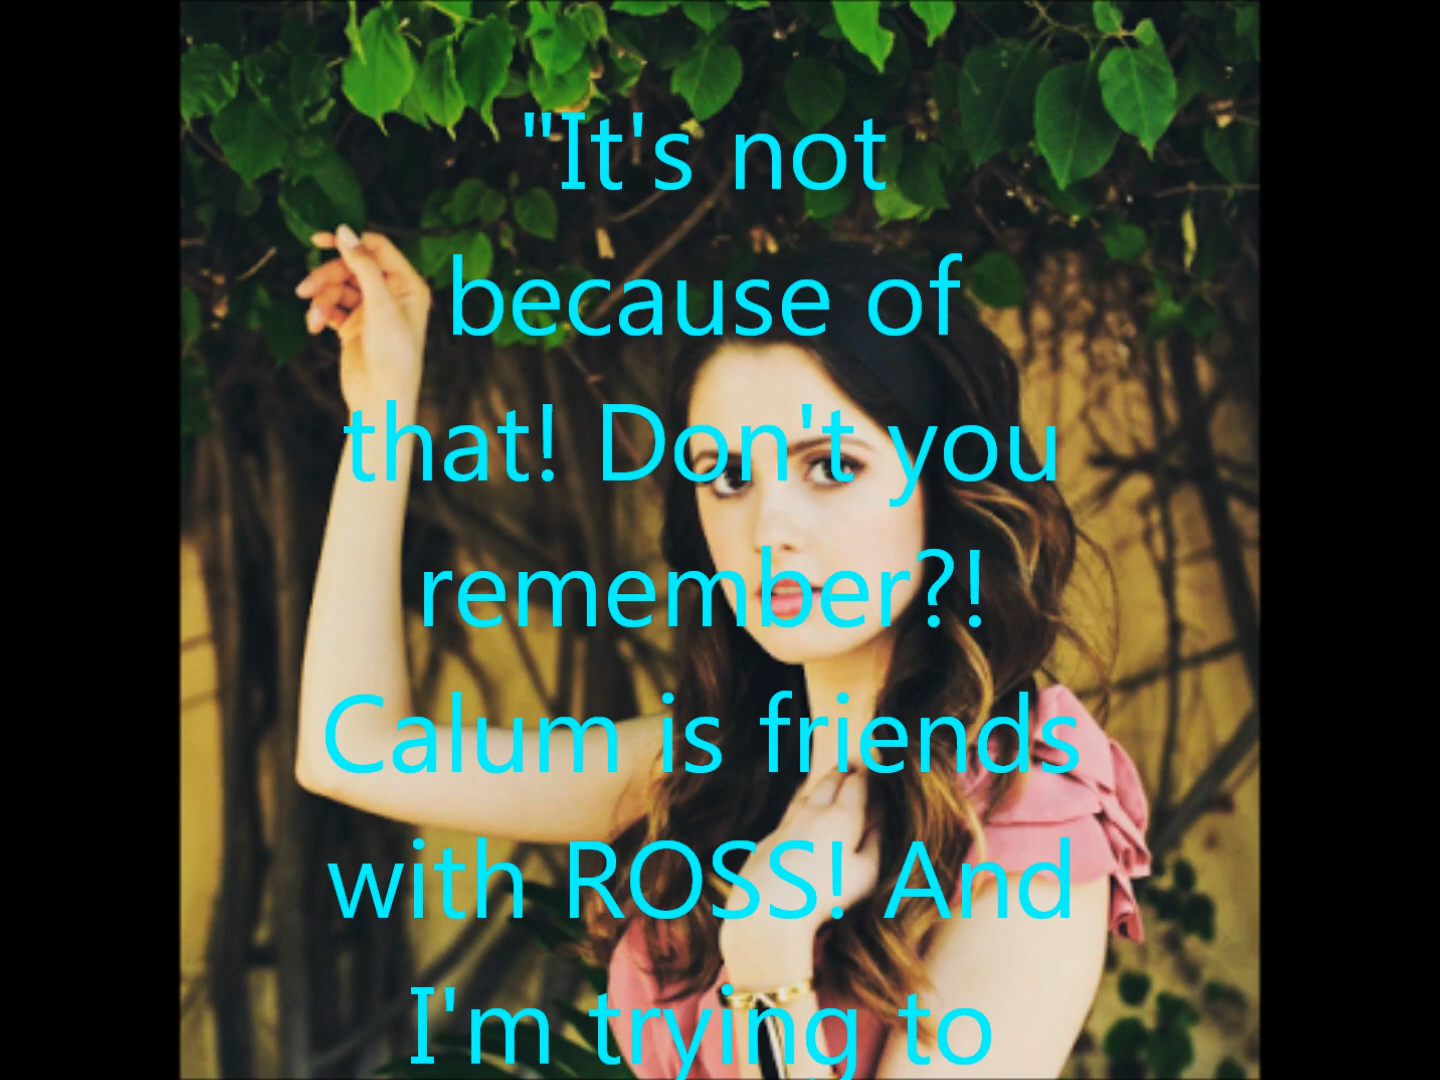 "It's not
because of
that! Don't you
remember?!
Calum is friends
with ROSS! And
I'm trying to